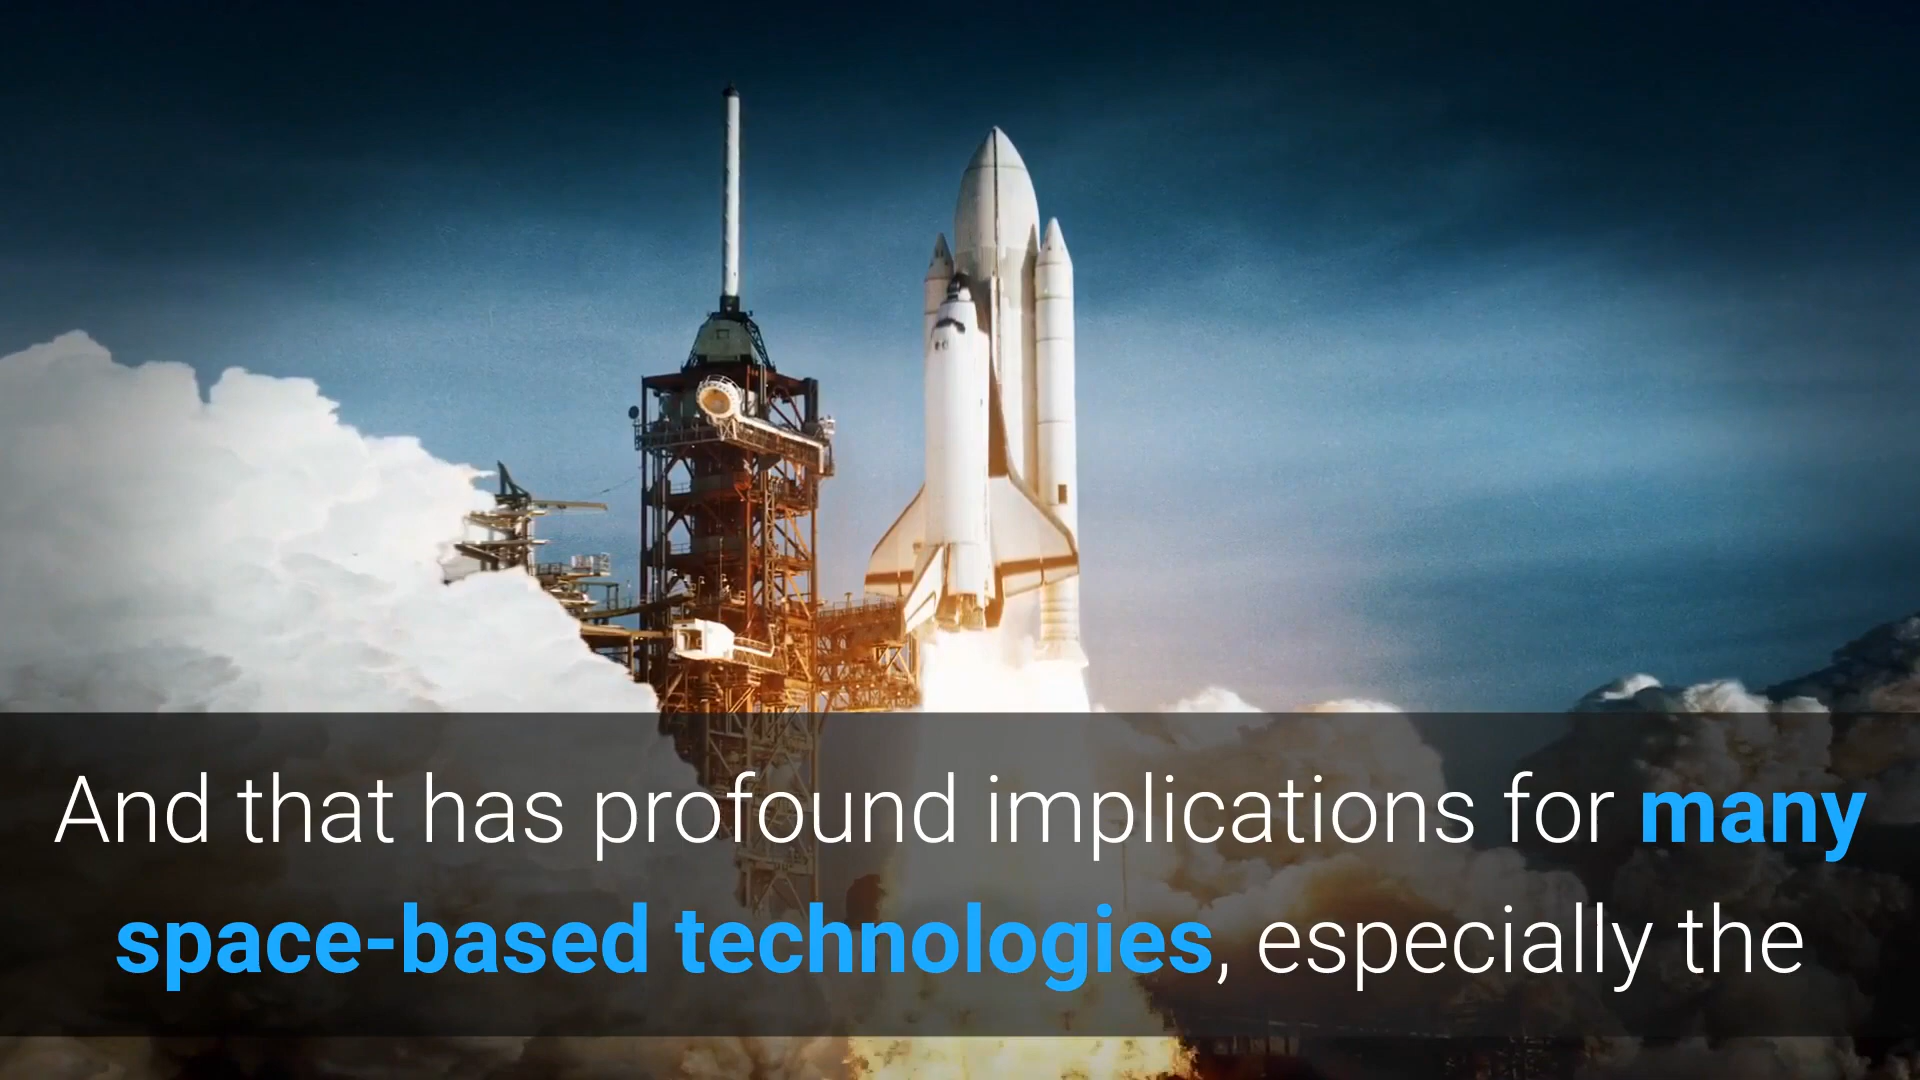 And that has profound implications for many
space-based technologies, especially the